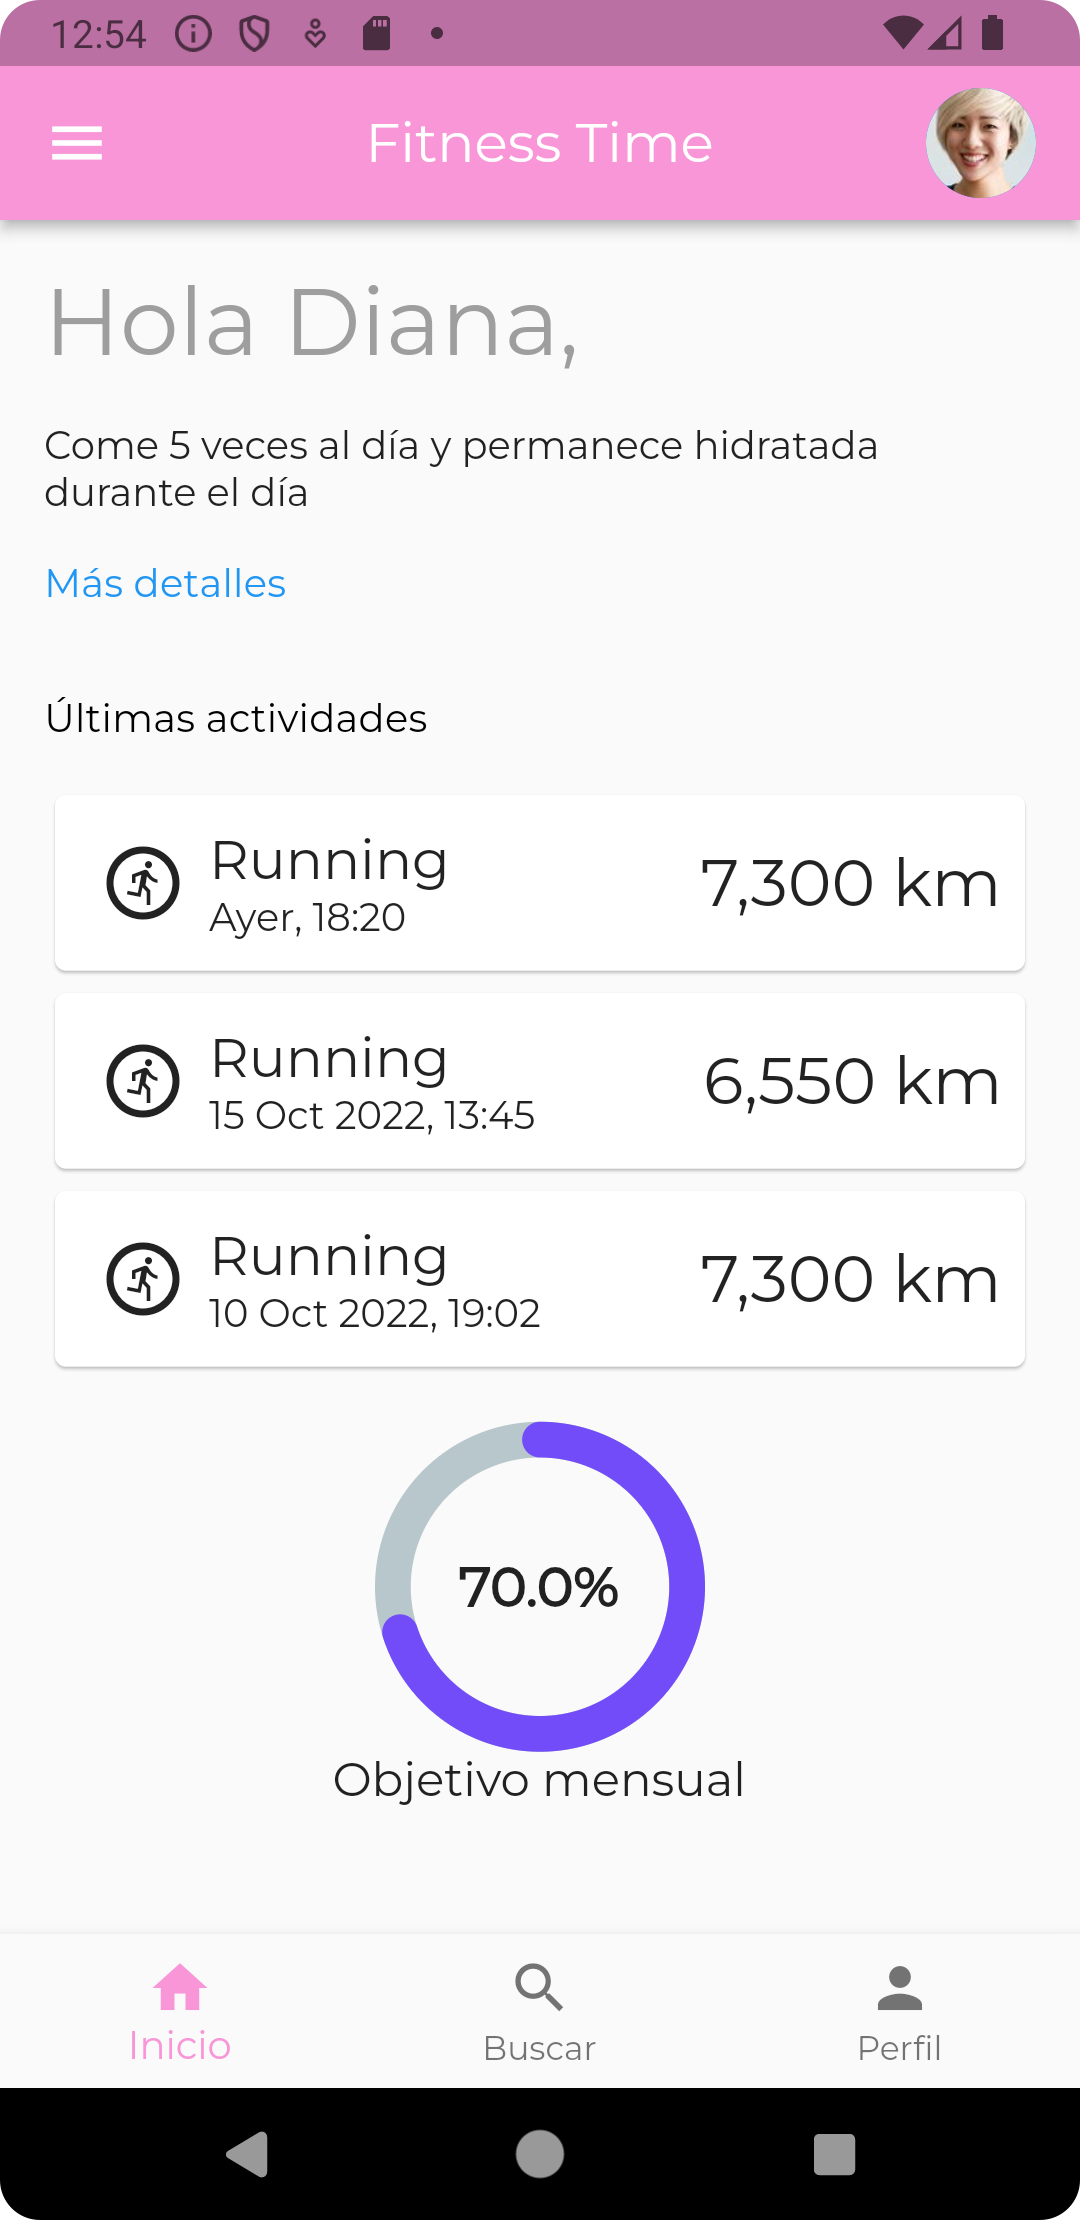 12:54
Fitness Time
Hola Diana,
Come 5 veces al día y permanece hidratada
durante el día
Más detalles
Últimas actividades
Running
Ayer, 18:20
7,300 km
Running
15 Oct 2022, 13:45
6,550 km
Running
10 Oct 2022, 19:02
7,300 km
70.0%
Objetivo mensual
Inicio
Buscar
Perfil